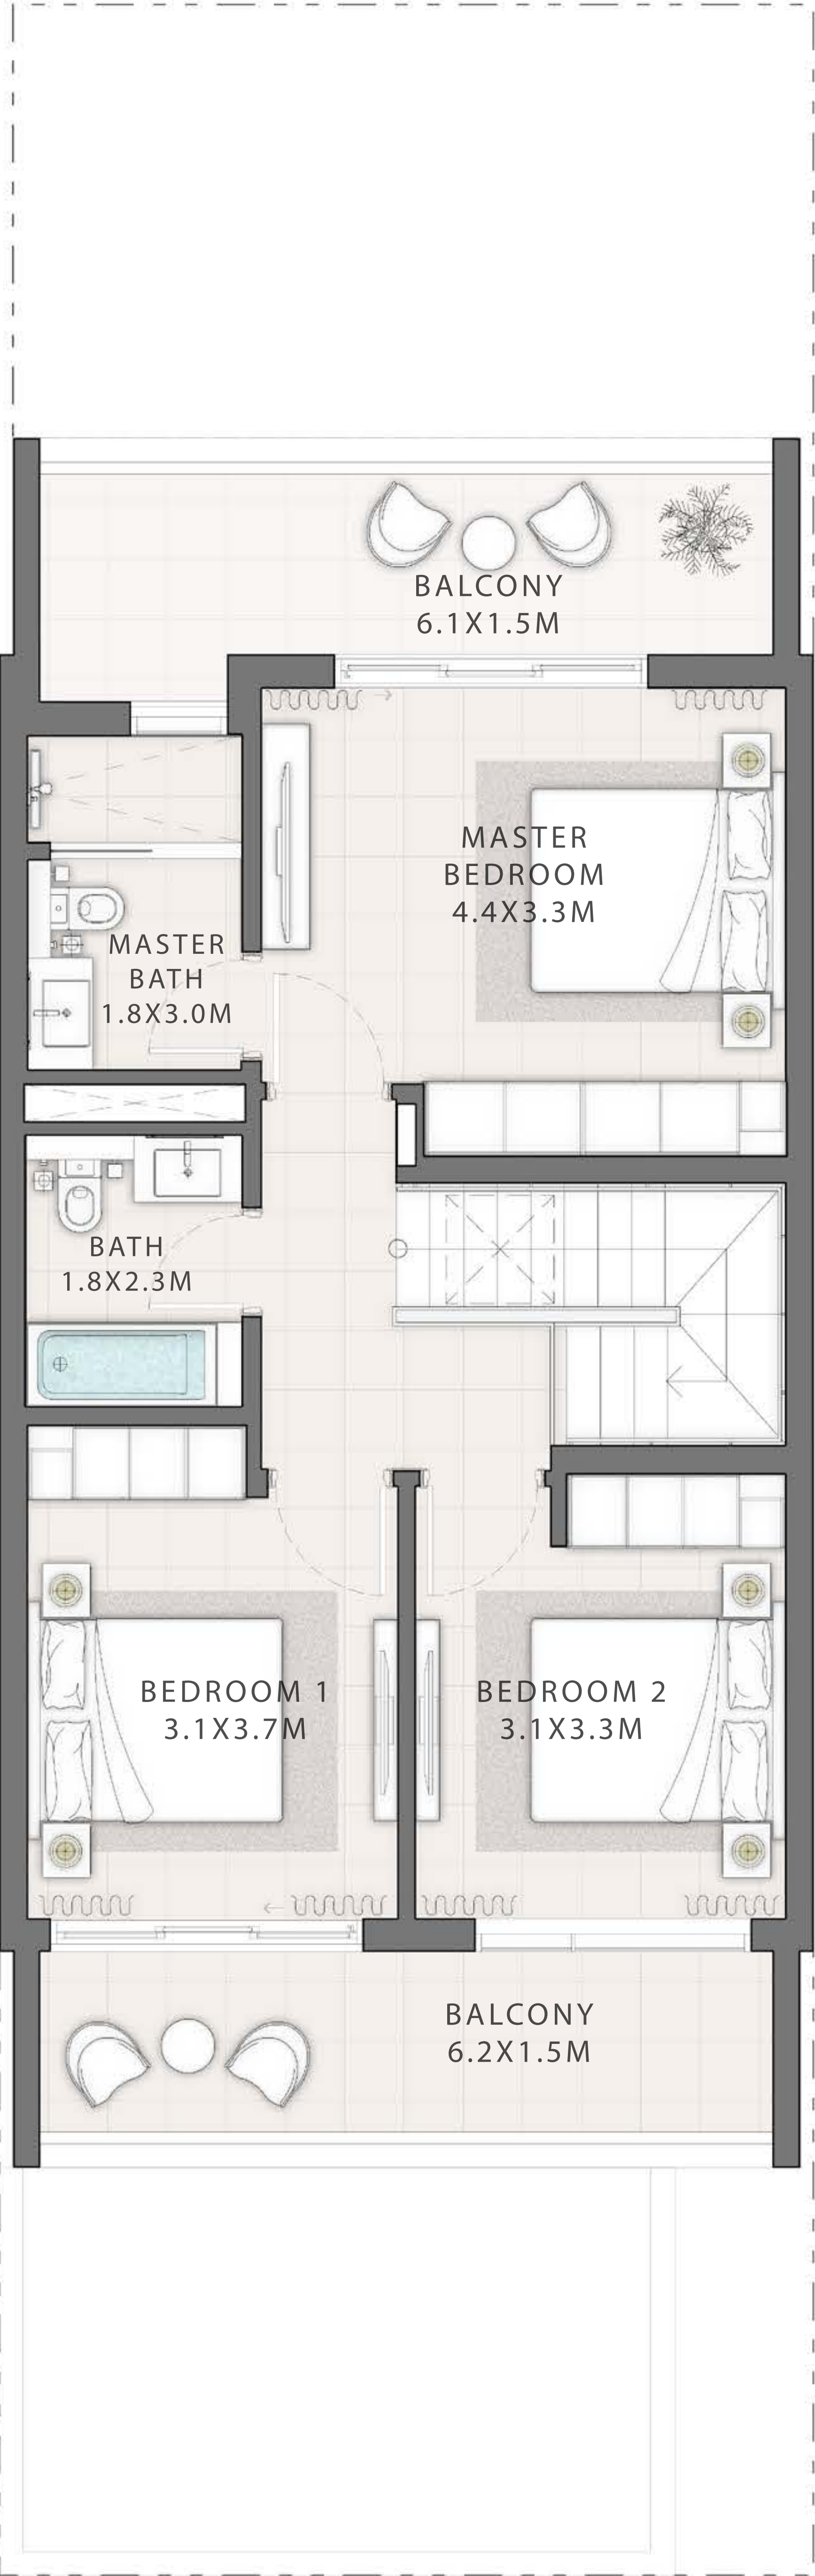 BALCONY
6.1X1.5M
MASTER
BEDROOM
4.4X3.3M
MASTER
BATH
1.8X3.0M
BATH
1.8X2.3M
BEDROOM 1
3.1X3.7M
BEDROOM 2
3.1X3.3M
BALCONY
6.2X1.5M